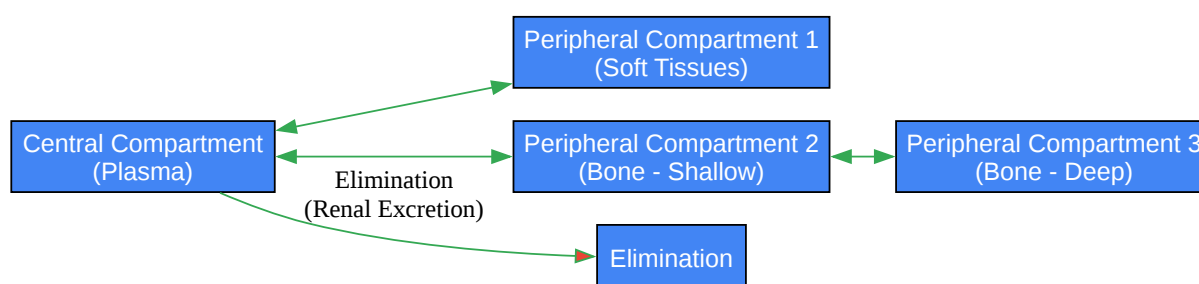 Peripheral Compartment 1
(Soft Tissues)
Central Compartment
(Plasma)
Peripheral Compartment 2
(Bone - Shallow)
Peripheral Compartment 3
(Bone - Deep)
Elimination
(Renal Excretion)
Elimination